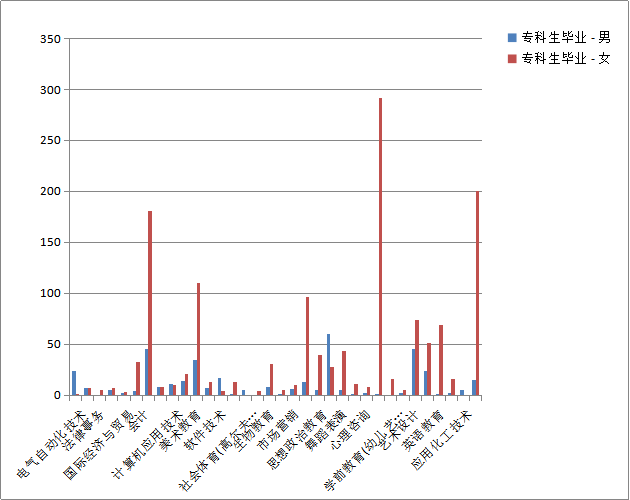 350
300
250
200
150
100
50
0
专科生毕业 - 男
专科生毕业 - 女
电气自动化技术
法律事务
国际经济与贸易
会计
计算机应用技术
美术教育
软件技术
社会体育(高尔夫…
生物教育
市场营销
思想政治教育
舞蹈表演
心理咨询
学前教育(幼儿艺…
艺术设计
英语教育
应用化工技术